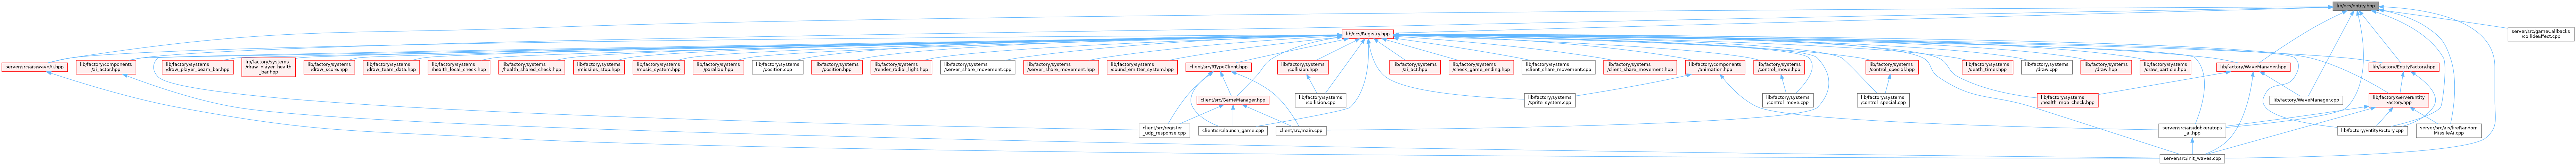 lib/ecs/entity.hpp
server/src/gameCallbacks
/collideEffect.cpp
lib/ecs/Registry.hpp
server/src/ais/waveAi.hpp
lib/factory/components
/ai_actor.hpp
lib/factory/systems
/draw_player_beam_bar.hpp
lib/factory/systems
/draw_player_health
_bar.hpp
lib/factory/systems
/draw_score.hpp
lib/factory/systems
/draw_team_data.hpp
lib/factory/systems
/health_local_check.hpp
lib/factory/systems
/health_shared_check.hpp
lib/factory/systems
/missiles_stop.hpp
lib/factory/systems
/music_system.hpp
lib/factory/systems
/parallax.hpp
lib/factory/systems
/position.cpp
lib/factory/systems
/position.hpp
lib/factory/systems
/render_radial_light.hpp
lib/factory/systems
/server_share_movement.cpp
lib/factory/systems
/server_share_movement.hpp
lib/factory/systems
/sound_emitter_system.hpp
client/src/RTypeClient.hpp
lib/factory/systems
/collision.hpp
lib/factory/systems
/ai_act.hpp
lib/factory/systems
/check_game_ending.hpp
lib/factory/systems
/client_share_movement.cpp
lib/factory/systems
/client_share_movement.hpp
lib/factory/components
/animation.hpp
lib/factory/systems
/control_move.hpp
lib/factory/systems
/control_special.hpp
lib/factory/systems
/death_timer.hpp
lib/factory/systems
/draw.cpp
lib/factory/systems
/draw.hpp
lib/factory/systems
/draw_particle.hpp
lib/factory/WaveManager.hpp
lib/factory/EntityFactory.hpp
client/src/GameManager.hpp
lib/factory/systems
/collision.cpp
lib/factory/systems
/sprite_system.cpp
lib/factory/systems
/control_move.cpp
lib/factory/systems
/control_special.cpp
lib/factory/systems
/health_mob_check.hpp
lib/factory/WaveManager.cpp
lib/factory/ServerEntity
Factory.hpp
client/src/register
_udp_response.cpp
client/src/launch_game.cpp
client/src/main.cpp
server/src/ais/dobkeratops
_ai.hpp
lib/factory/EntityFactory.cpp
server/src/ais/fireRandom
MissileAi.cpp
server/src/init_waves.cpp